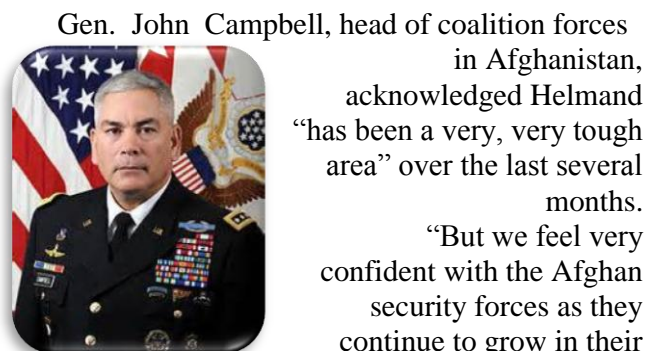 Gen. John Campbell, head of coalition forces
in Afghanistan,
acknowledged Helmand
“has been a very, very tough
area” over the last several
months.
“But we feel very
confident with the Afghan
security forces as they
continue to grow in their